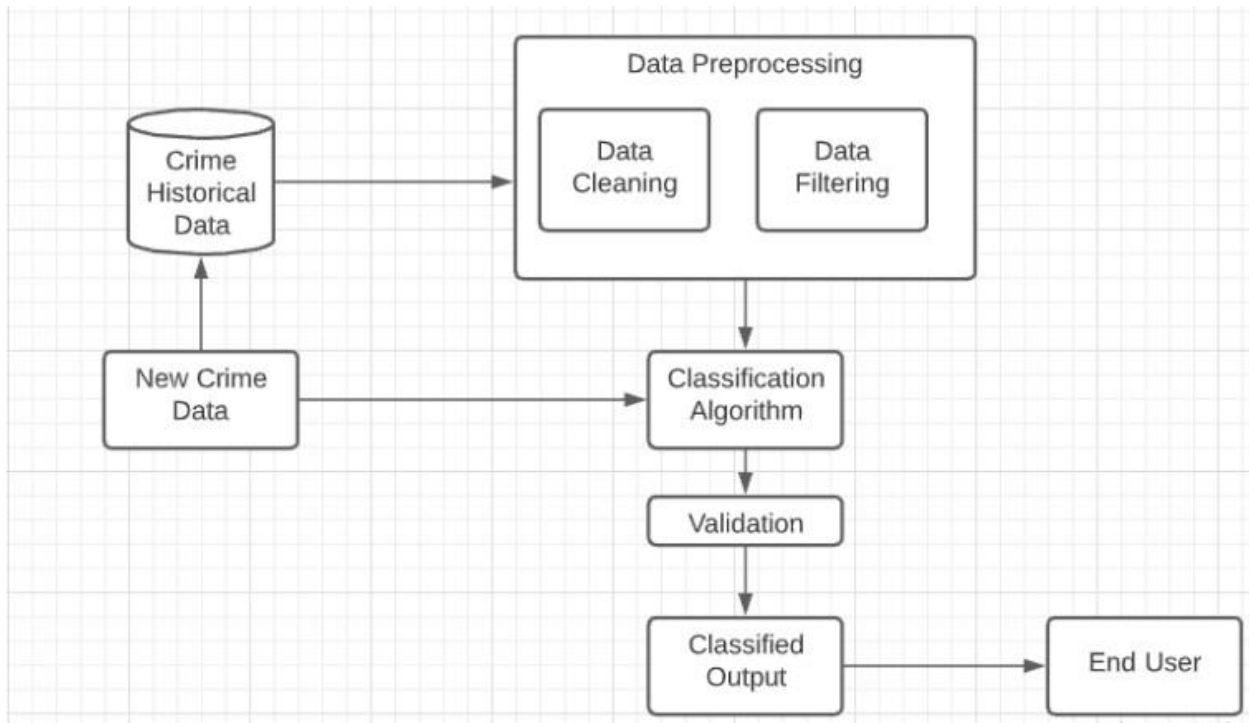 Data Preprocessing
Data
Cleaning
Data
Filtering
Crime
Historical
Data
New Crime
Data
Classification
Algorithm
Validation
Classified
Output
End User